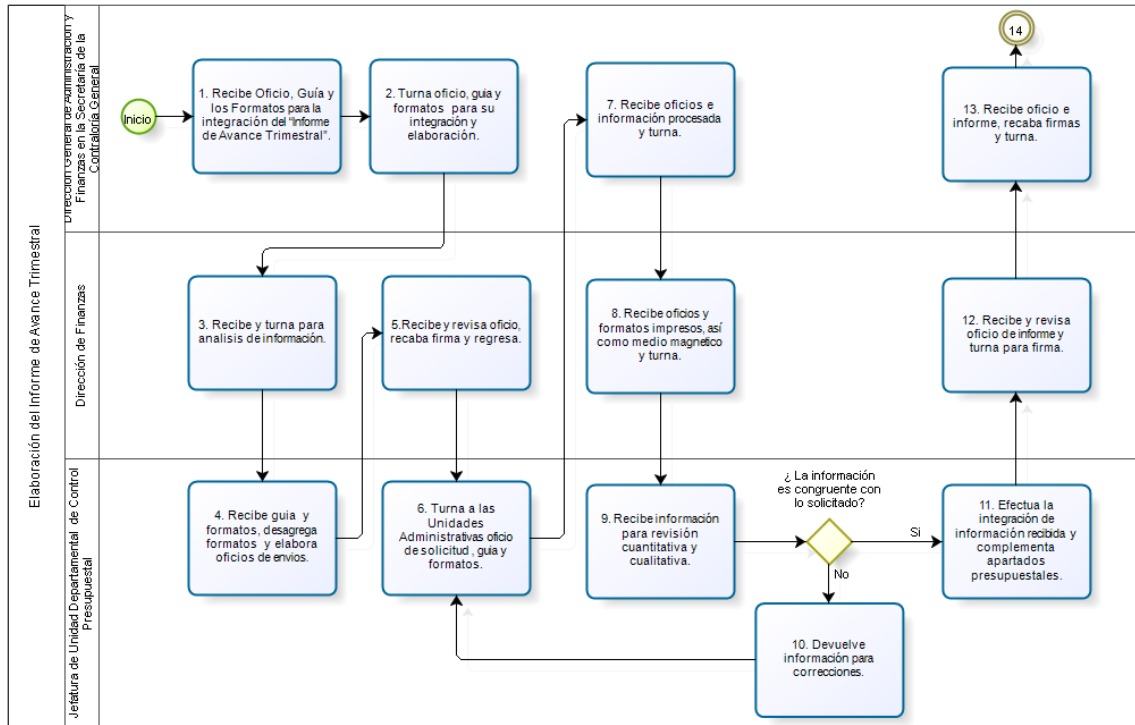 Elaboración del Informe de Avance Trimestral
Dirección General de Administración y
Finanzas en la Secretaría de la
Contraloría General
Inicio
1. Recibe Oficio, Guía y
los Formatos para la
integración del "Informe
de Avance Trimestral".
2. Turna oficio, guia y
formatos para su
integración y
elaboración.
7. Recibe oficios e
información procesada y
turna.
14
13. Recibe oficio e
informe, recaba firmas
y turna.
Dirección de Finanzas
3. Recibe y turna para
analisis de información.
5.Recibe y revisa oficio,
recaba firma y regresa.
8. Recibe oficios y
formatos impresos, así
como medio magnetico
y turna.
12. Recibe y revisa
oficio de informe y
turna para firma.
Jefatura de Unidad Departamental de Control
Presupuestal
4. Recibe guia y
formatos, desagrega
formatos y elabora
oficios de envios.
6. Turna a las
Unidades
Administrativas oficio
de solicitud , guia y
formatos.
9. Recibe información
para revisión
cuantitativa y
cualitativa.
¿ La información
es congruente con
lo solicitado?
Si
No
10. Devuelve
información para
correcciones.
11. Efectua la
integración de
información recibida y
complementa
apartados
presupuestales.